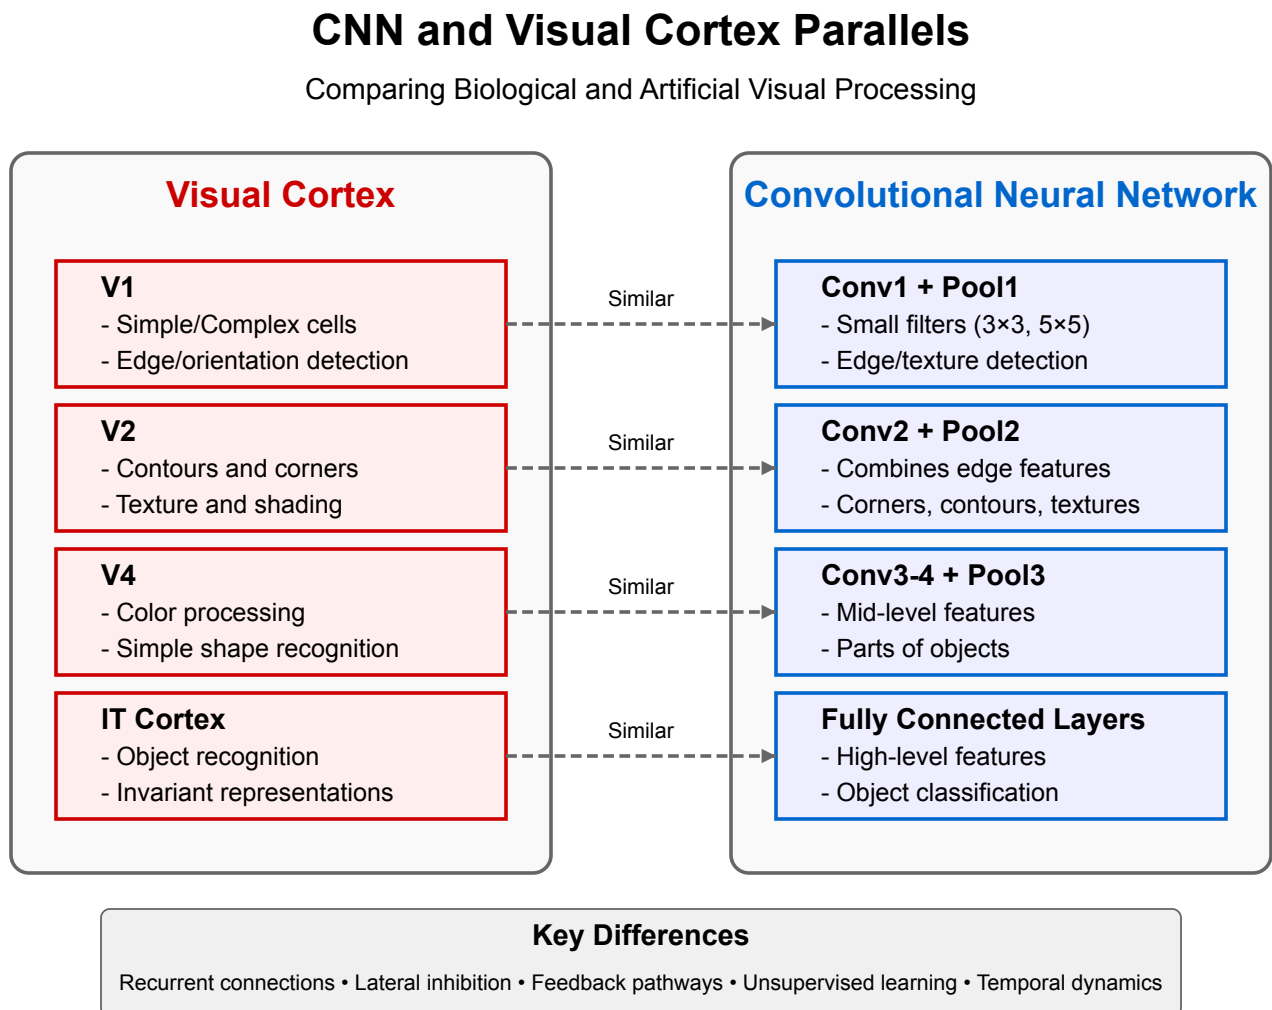 CNN and Visual Cortex Parallels
Comparing Biological and Artificial Visual Processing
Visual Cortex
V1
- Simple/Complex cells
- Edge/orientation detection
V2
- Contours and corners
- Texture and shading
V4
- Color processing
- Simple shape recognition
IT Cortex
- Object recognition
- Invariant representations
Similar
Similar
Similar
Similar
Convolutional Neural Network
Conv1 + Pool1
- Small filters (3×3, 5×5)
- Edge/texture detection
Conv2 + Pool2
- Combines edge features
- Corners, contours, textures
Conv3-4 + Pool3
- Mid-level features
- Parts of objects
Fully Connected Layers
- High-level features
- Object classification
Key Differences
Recurrent connections • Lateral inhibition • Feedback pathways • Unsupervised learning • Temporal dynamics